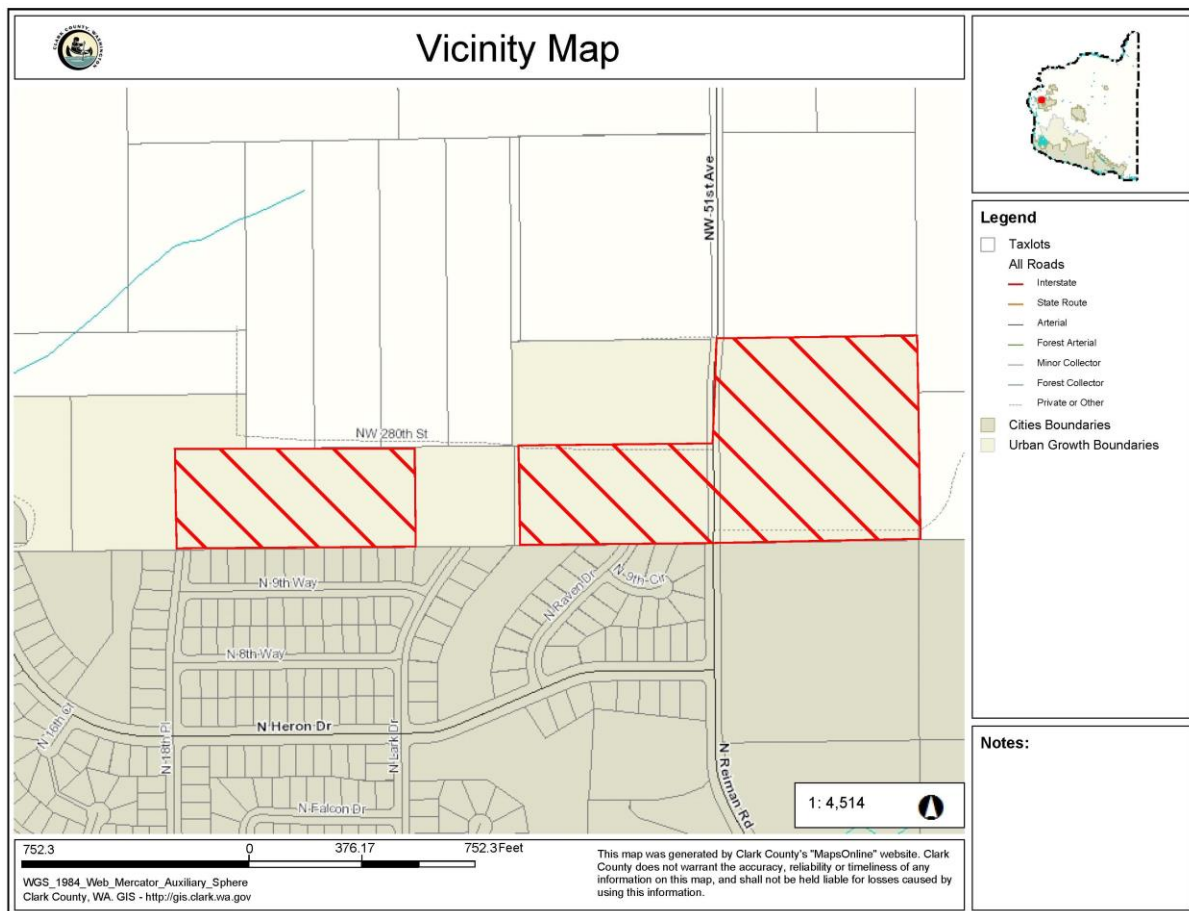 CLARK COUNTY, WASHINGTON
Vicinity Map
NW 51st Ave
NW 280th St
N 9th Way
N Raven Dr
N 9th Cir
N 8th Way
N 16th Ct
N 18th Pl
N Heron Dr
N Lark Dr
N Falcon Dr
N Reiman Rd
1: 4,514
Legend
Taxlots
All Roads
Interstate
State Route
Arterial
Forest Arterial
Minor Collector
Forest Collector
Private or Other
Cities Boundaries
Urban Growth Boundaries
Notes:
752.3 0 376.17 752.3 Feet
WGS_1984_Web_Mercator_Auxiliary_Sphere
Clark County, WA. GIS - http://gis.clark.wa.gov
This map was generated by Clark County's "MapsOnline" website. Clark
County does not warrant the accuracy, reliability or timeliness of any
information on this map, and shall not be held liable for losses caused by
using this information.